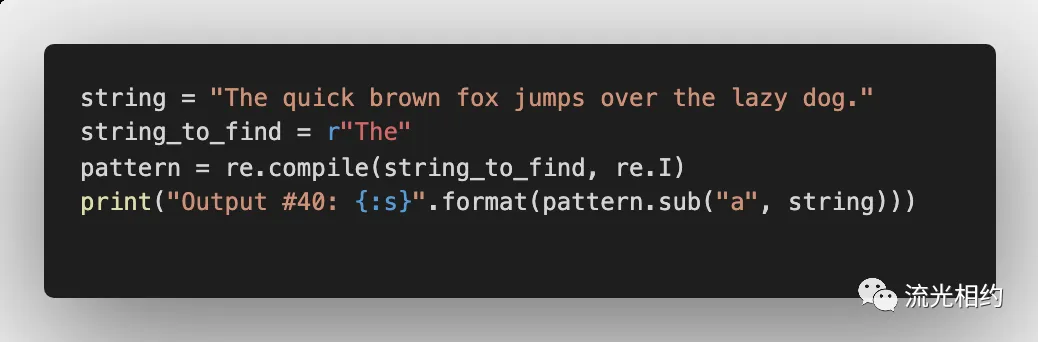 string = "The quick brown fox jumps over the lazy dog."
string_to_find = r"The"
pattern = re.compile(string_to_find, re.I)
print("Output #40: {:s}".format(pattern.sub("a", string)))
流光相约